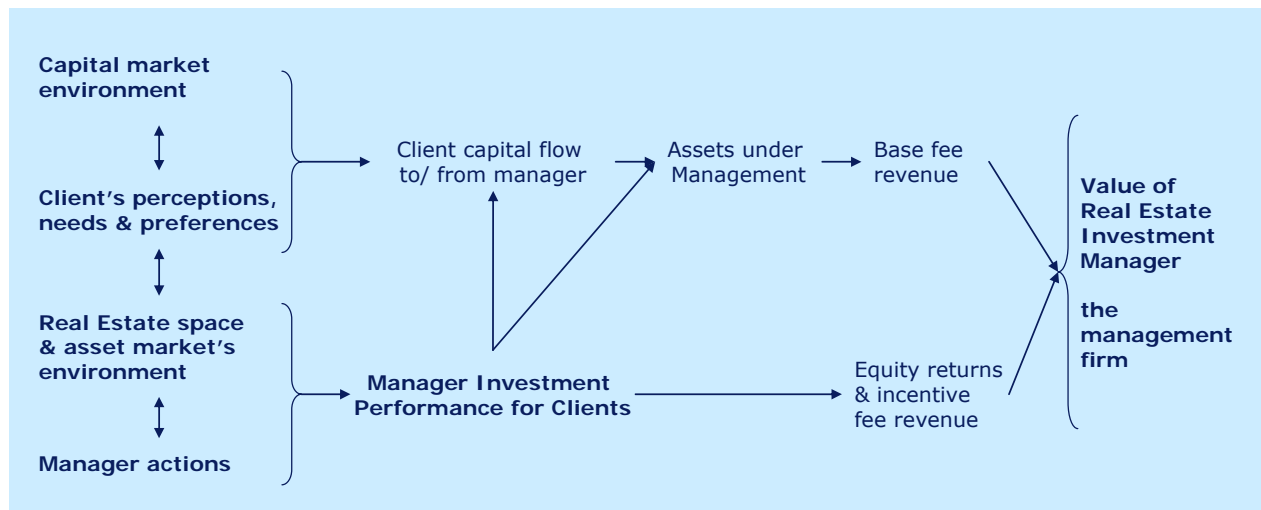 Capital market
environment
Client's perceptions,
needs & preferences
Real Estate space
& asset market's
environment
Manager actions
Client capital flow
to/ from manager
Manager Investment
Performance for Clients
Assets under
Management
Base fee
revenue
Equity returns
& incentive
fee revenue
Value of
Real Estate
Investment
Manager
the
management
firm